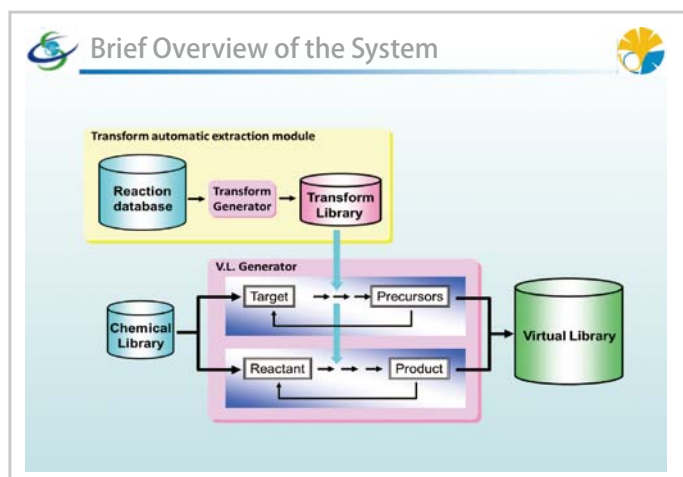 Brief Overview of the System
Transform automatic extraction module
Reaction
database
Transform
Generator
Transform
Library
V.L. Generator
Target
Precursors
Chemical
Library
Virtual Library
Reactant
Product